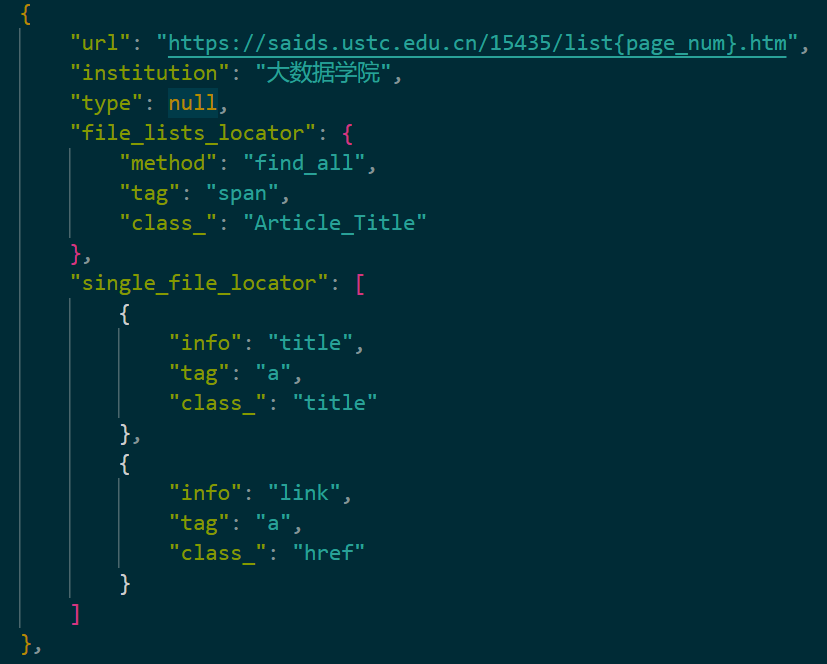 {
    "url": "https://saids.ustc.edu.cn/15435/list{page_num}.htm",
    "institution": "大数据学院",
    "type": null,
    "file_lists_locator": {
        "method": "find_all",
        "tag": "span",
        "class_": "Article_Title"
    },
    "single_file_locator": [
        {
            "info": "title",
            "tag": "a",
            "class_": "title"
        },
        {
            "info": "link",
            "tag": "a",
            "class_": "href"
        }
    ]
},